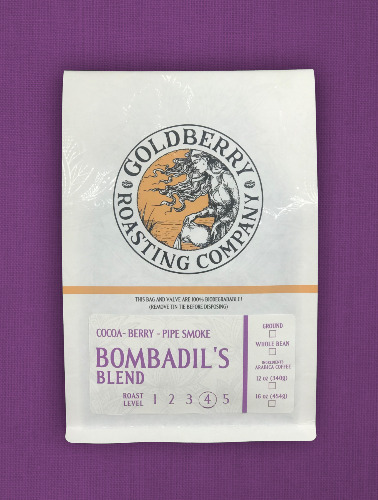 GOLDBERRY
ROASTING COMPANY
THIS BAG AND VALVE ARE 100% BIODEGRADABLE!
(REMOVE TIN TIE BEFORE DISPOSING)
COCOA- BERRY - PIPE SMOKE
BOMBADIL'S
BLEND
ROAST
LEVEL 1 2 3 4 5
GROUND
WHOLE BEAN
INGREDIENTS:
ARABICA COFFEE
12 oz (340g)
16 oz (454g)